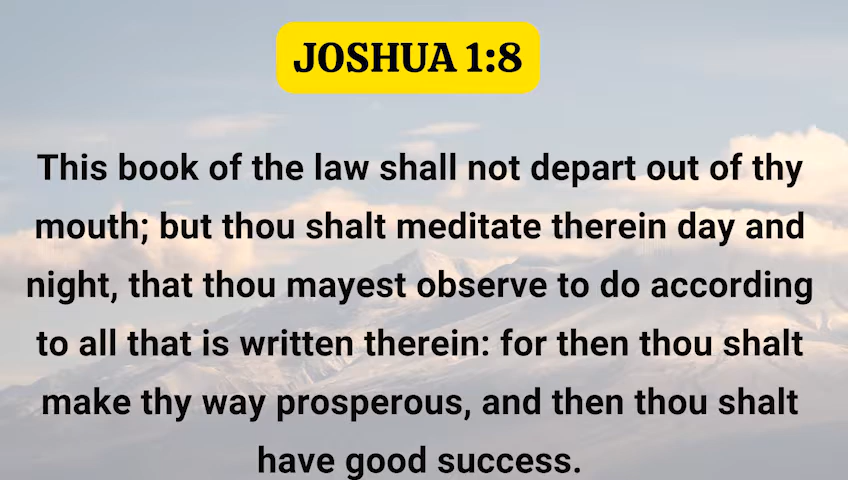 JOSHUA 1:8
This book of the law shall not depart out of thy
mouth; but thou shalt meditate therein day and
night, that thou mayest observe to do according
to all that is written therein: for then thou shalt
make thy way prosperous, and then thou shalt
have good success.